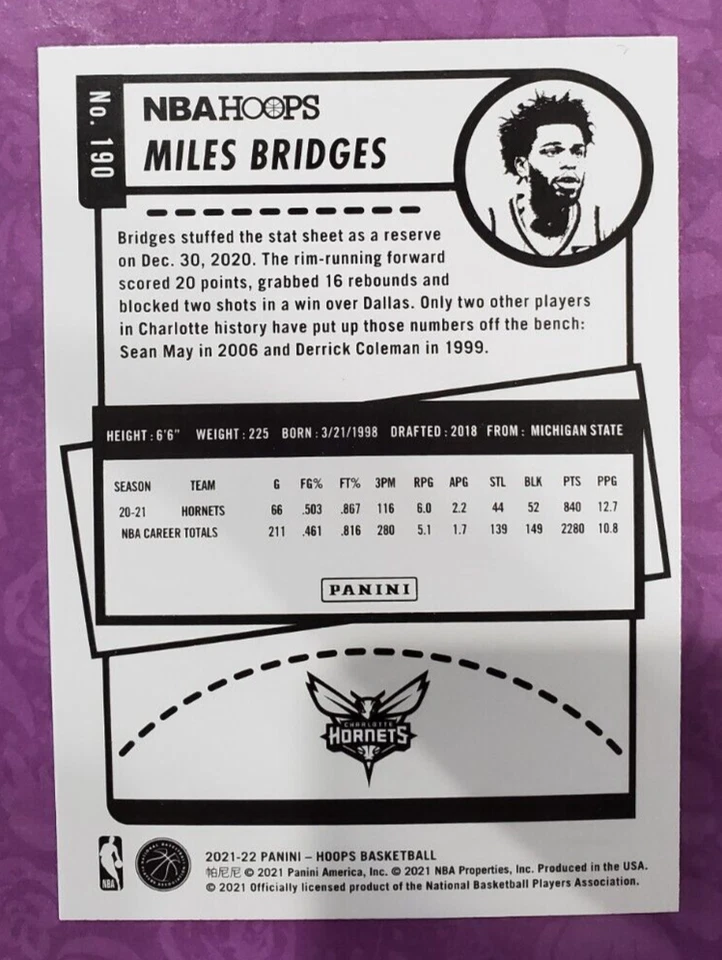 No. 190
NBA HOOPS
MILES BRIDGES
Bridges stuffed the stat sheet as a reserve
on Dec. 30, 2020. The rim-running forward
scored 20 points, grabbed 16 rebounds and
blocked two shots in a win over Dallas. Only two other players
in Charlotte history have put up those numbers off the bench:
Sean May in 2006 and Derrick Coleman in 1999.
HEIGHT: 6'6" WEIGHT: 225 BORN: 3/21/1998 DRAFTED: 2018 FROM: MICHIGAN STATE
SEASON TEAM G FG% FT% 3PM RPG APG STL BLK PTS PPG
20-21 HORNETS 66 .503 .867 116 6.0 2.2 44 52 840 12.7
NBA CAREER TOTALS 211 .461 .816 280 5.1 1.7 139 149 2280 10.8
PANINI
CHARLOTTE
HORNETS
NBA
NATIONAL BASKETBALL
PLAYERS ASSOCIATION
2021-22 PANINI – HOOPS BASKETBALL
帕尼尼 © 2021 Panini America, Inc. © 2021 NBA Properties, Inc. Produced in the USA.
© 2021 Officially licensed product of the National Basketball Players Association.